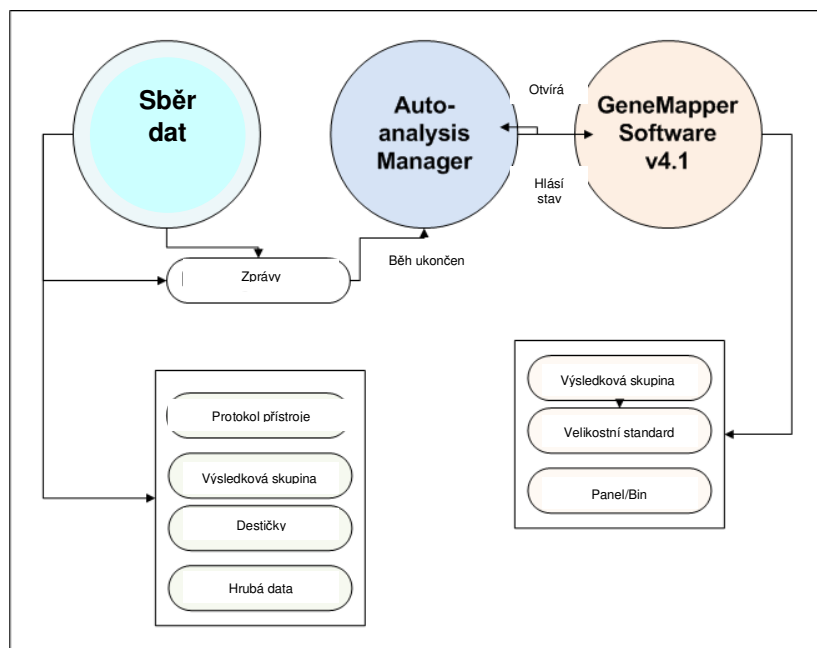 Sběr
dat
Auto-
analysis
Manager
Otvírá
GeneMapper
Software
v4.1
Hlásí
stav
Zprávy
Běh ukončen
Protokol přístroje
Výsledková skupina
Destičky
Hrubá data
Výsledková skupina
Velikostní standard
Panel/Bin